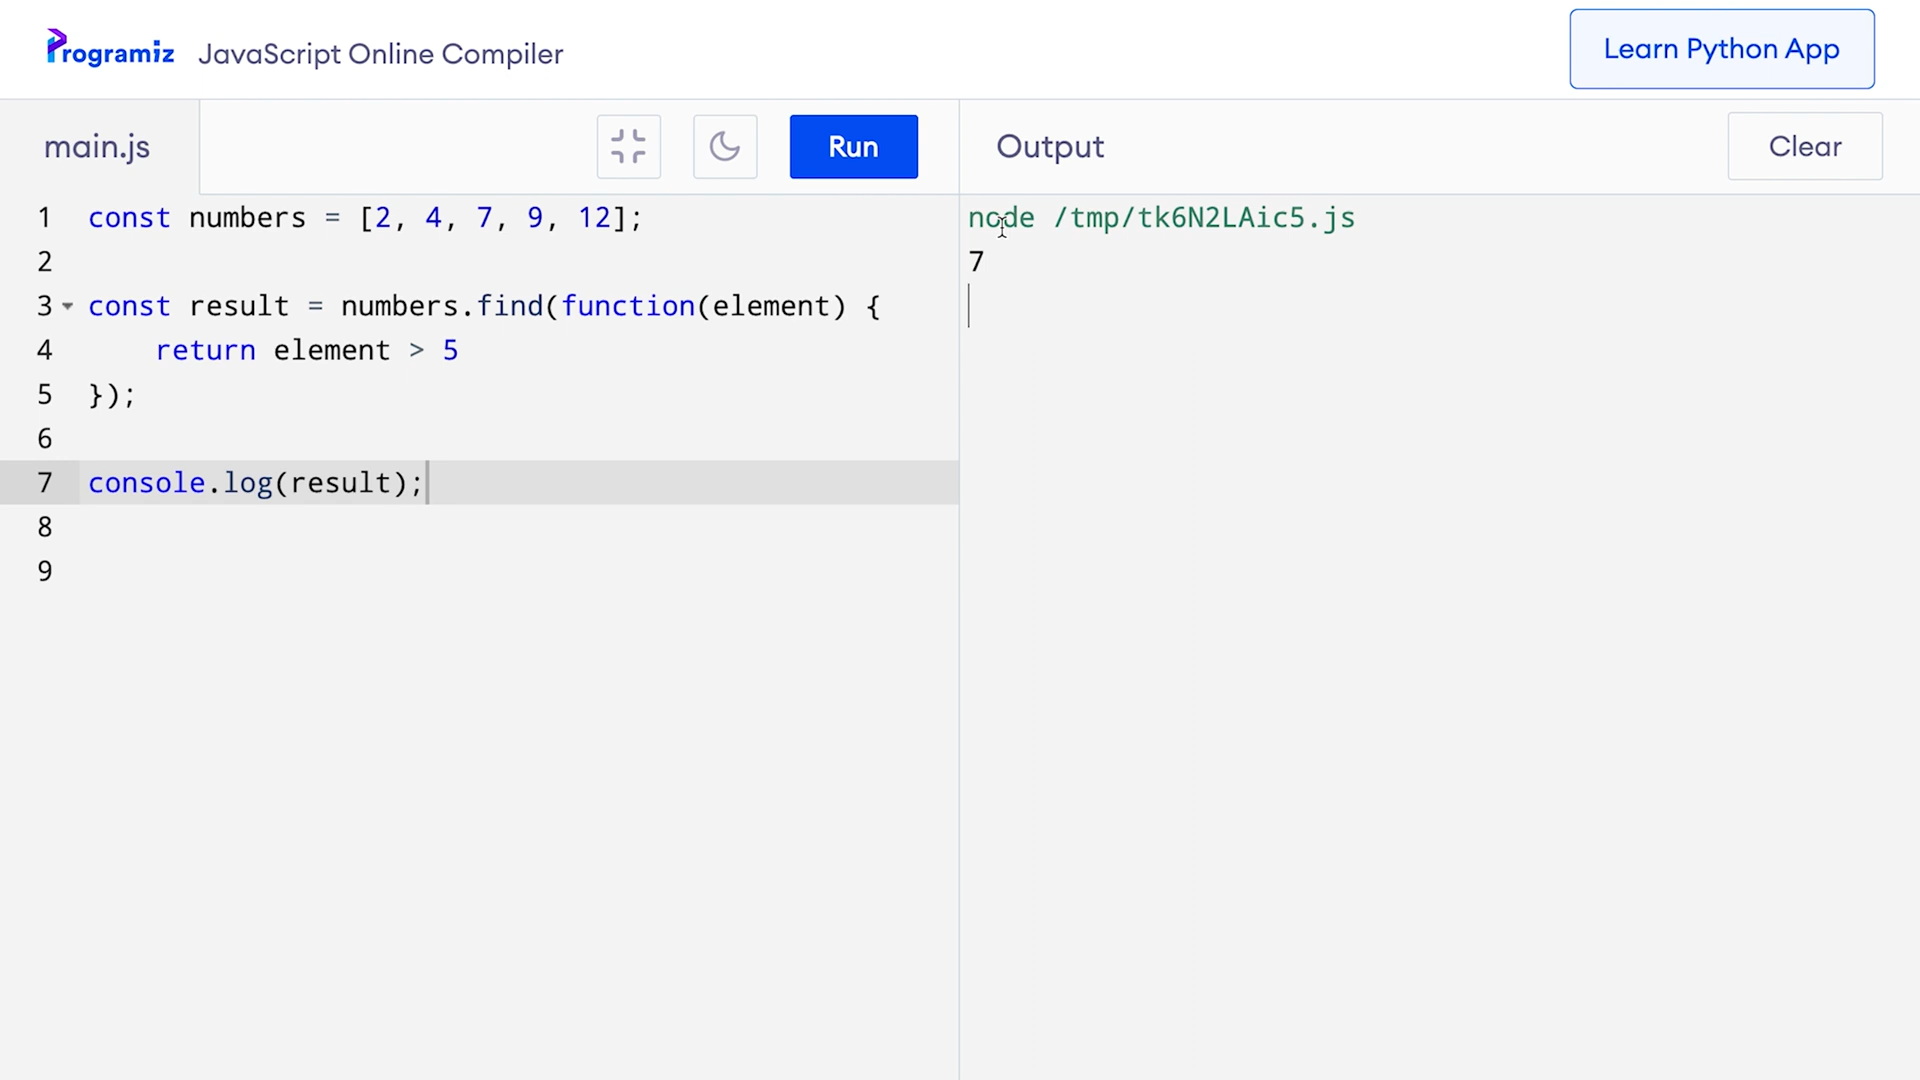 Programiz JavaScript Online Compiler
Learn Python App
main.js
Run
Output
Clear
1 const numbers = [2, 4, 7, 9, 12];
2
3 const result = numbers.find(function(element) {
4     return element > 5
5 });
6
7 console.log(result);
8
9
node /tmp/tk6N2LAic5.js
7